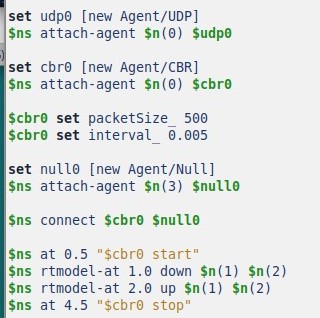 set udp0 [new Agent/UDP]
$ns attach-agent $n(0) $udp0
set cbr0 [new Agent/CBR]
$ns attach-agent $n(0) $cbr0
$cbr0 set packetSize_ 500
$cbr0 set interval_ 0.005
set null0 [new Agent/Null]
$ns attach-agent $n(3) $null0
$ns connect $cbr0 $null0
$ns at 0.5 "$cbr0 start"
$ns rtmodel-at 1.0 down $n(1) $n(2)
$ns rtmodel-at 2.0 up $n(1) $n(2)
$ns at 4.5 "$cbr0 stop"